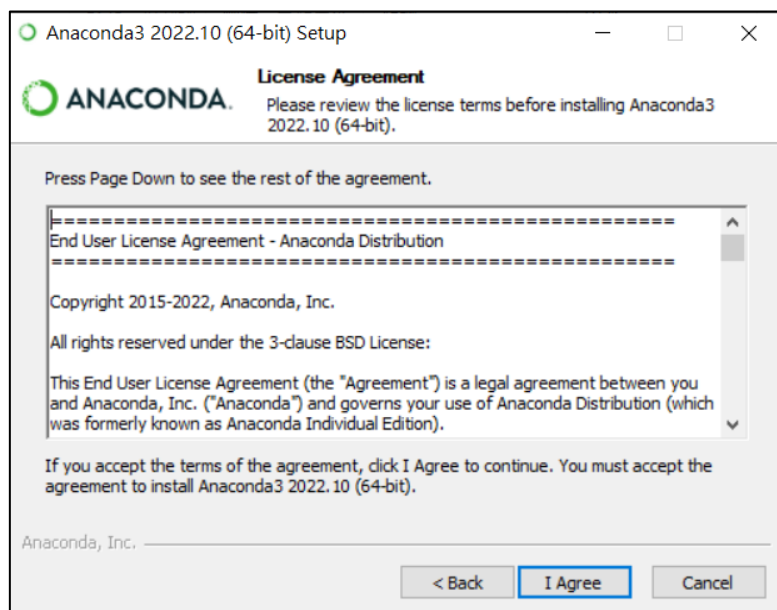 Anaconda3 2022.10 (64-bit) Setup
ANACONDA.
License Agreement
Please review the license terms before installing Anaconda3
2022.10 (64-bit).
Press Page Down to see the rest of the agreement.
====================================================
End User License Agreement - Anaconda Distribution
====================================================
Copyright 2015-2022, Anaconda, Inc.
All rights reserved under the 3-clause BSD License:
This End User License Agreement (the "Agreement") is a legal agreement between you
and Anaconda, Inc. ("Anaconda") and governs your use of Anaconda Distribution (which
was formerly known as Anaconda Individual Edition).
If you accept the terms of the agreement, click I Agree to continue. You must accept the
agreement to install Anaconda3 2022.10 (64-bit).
Anaconda, Inc.
< Back
I Agree
Cancel